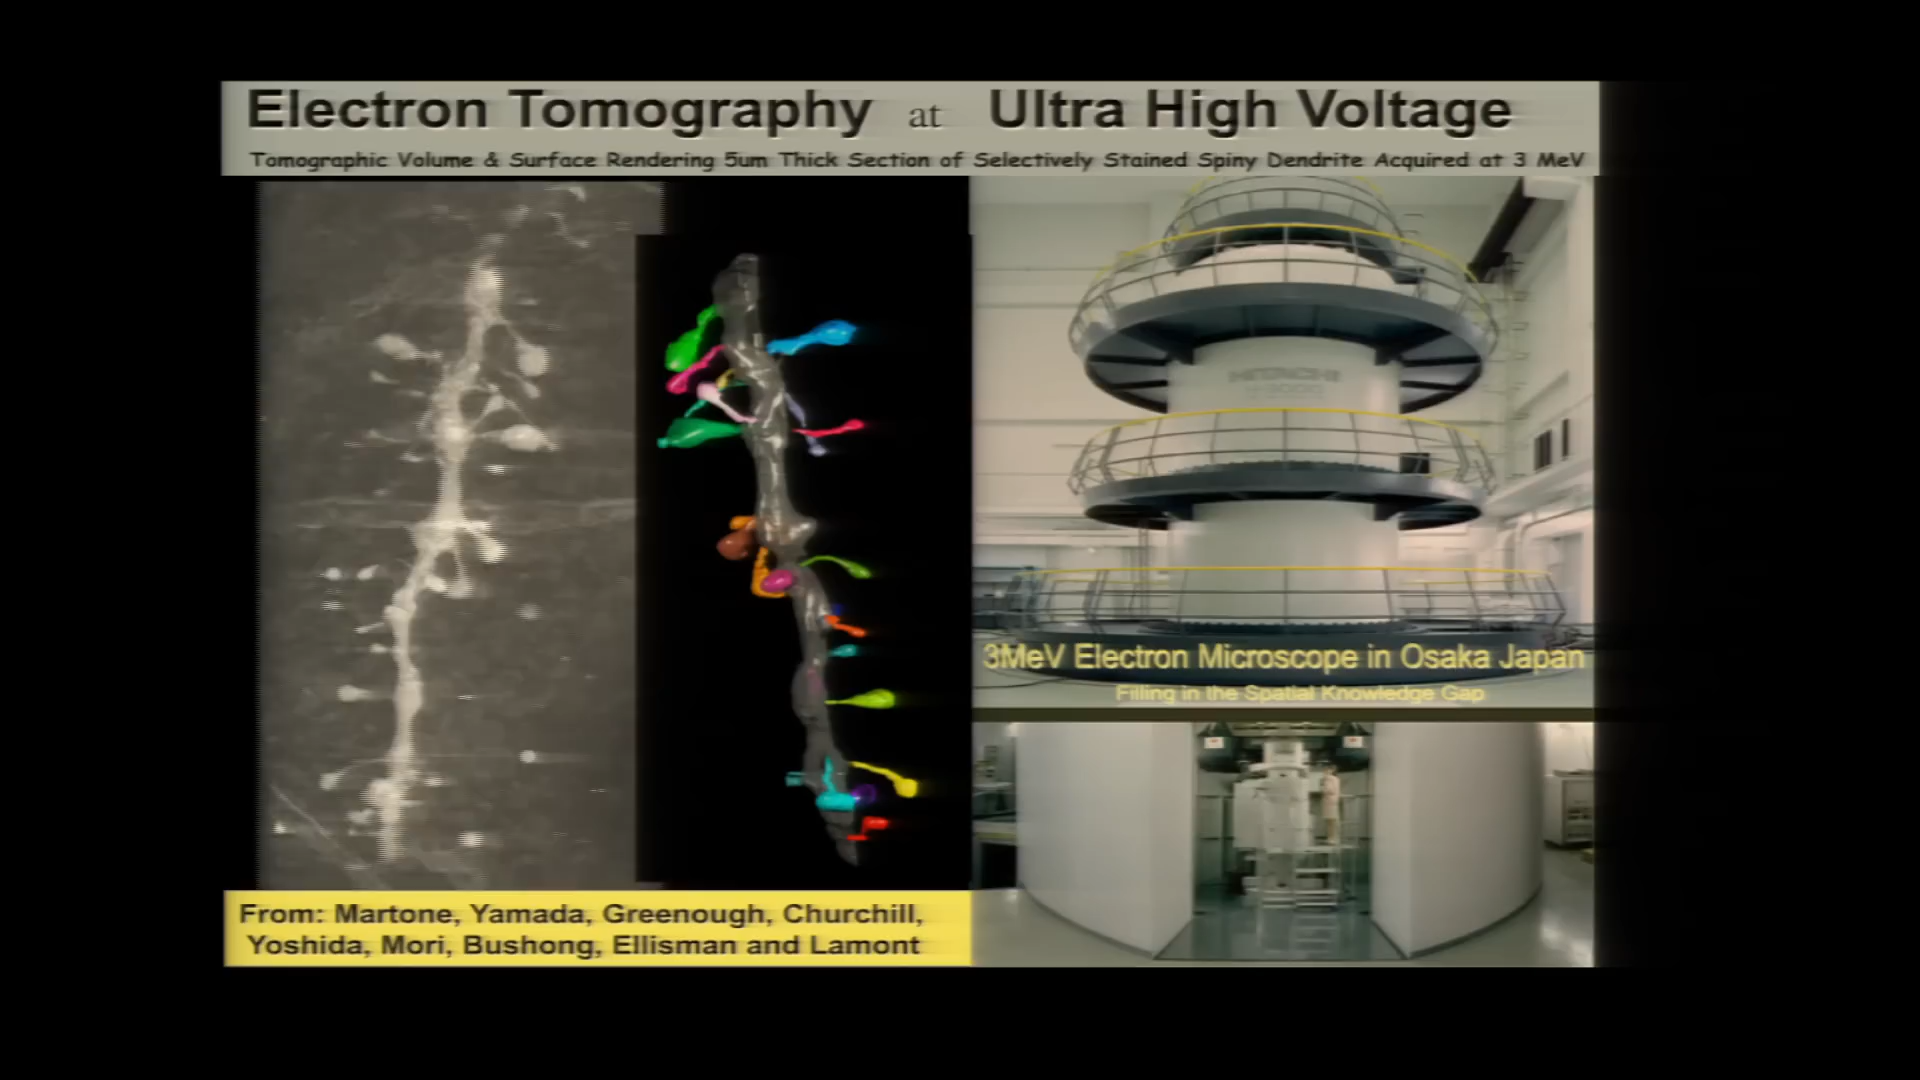 Electron Tomography at Ultra High Voltage
Tomographic Volume & Surface Rendering 5um Thick Section of Selectively Stained Spiny Dendrite Acquired at 3 MeV
HITACHI
3MeV Electron Microscope in Osaka Japan
Filling in the Spatial Knowledge Gap
From: Martone, Yamada, Greenough, Churchill,
Yoshida, Mori, Bushong, Ellisman and Lamont